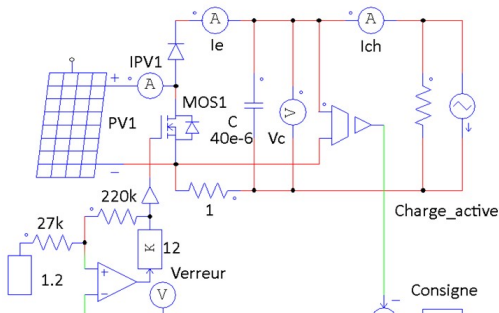 Ie
Ich
A
A
IPV1
A
+
MOS1
PV1
C
40e-6
V
Vc
-
220k
1
Charge_active
27k
K
12
1.2
+
-
Verreur
V
Consigne
-